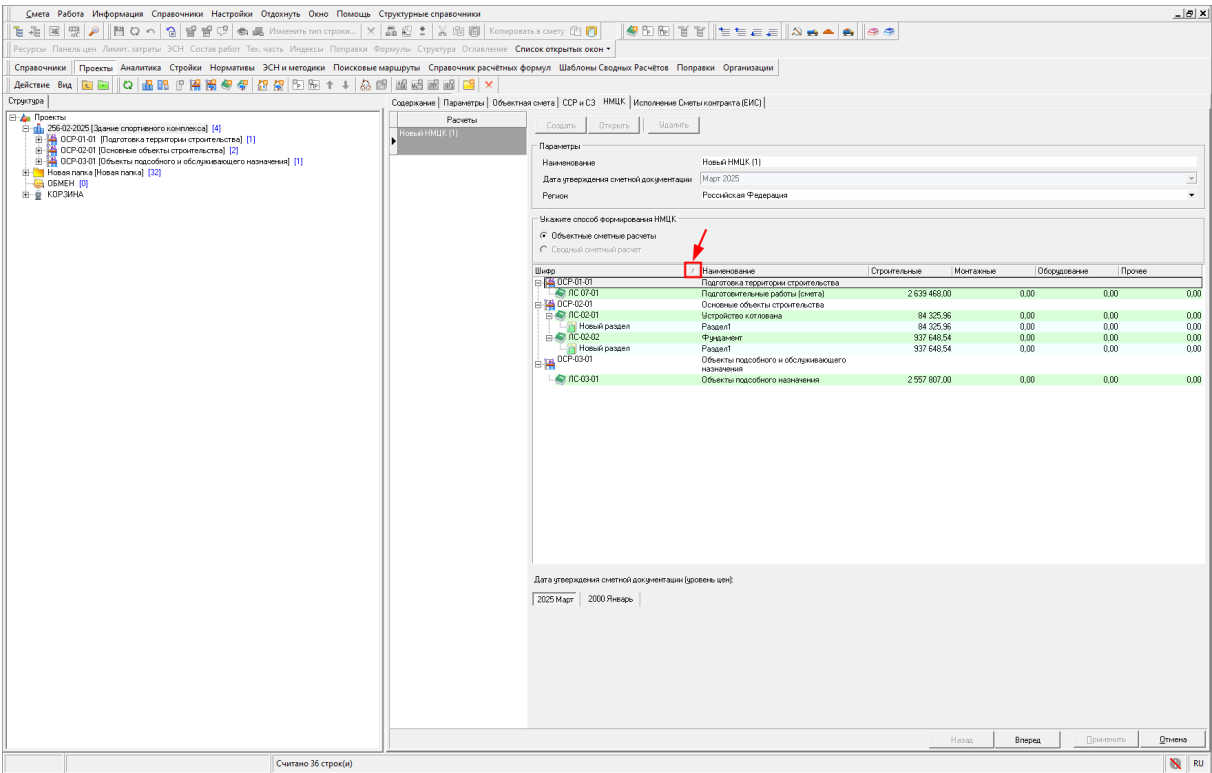 Смета Работа Информация Справочники Настройки Отдохнуть Окно Помощь Структурные справочники
Изменить тип строки... Копировать в смету
Ресурсы Панель цен Лимит. затраты ЭСН Состав работ Тех. часть Индексы Поправки Формулы Структура Оглавление Список открытых окон
Справочники Проекты Аналитика Стройки Нормативы ЭСН и методики Поисковые маршруты Справочник расчётных формул Шаблоны Сводных Расчётов Поправки Организации
Действие Вид
Структура
Проекты
256-02-2025 [Здание спортивного комплекса] [4]
ОСР-01-01 [Подготовка территории строительства] [1]
ОСР-02-01 [Основные объекты строительства] [2]
ОСР-03-01 [Объекты подсобного и обслуживающего назначения] [1]
Новая папка [Новая папка] [32]
ОБМЕН [0]
КОРЗИНА
Содержание Параметры Объектная смета ССР и СЗ НМЦК Исполнение Сметы контракта (ЕИС)
Расчеты
Новый НМЦК (1)
Создать Открыть Удалить
Параметры
Наименование Новый НМЦК (1)
Дата утверждения сметной документации Март 2025
Регион Российская Федерация
Укажите способ формирования НМЦК
Объектные сметные расчеты
Сводный сметный расчет
Шифр Наименование Строительные Монтажные Оборудование Прочее
ОСР-01-01 Подготовка территории строительства
ЛС 07-01 Подготовительные работы (смета) 2 639 468,00 0,00 0,00 0,00
ОСР-02-01 Основные объекты строительства
ЛС-02-01 Устройство котлована 84 325,96 0,00 0,00 0,00
Новый раздел Раздел1 84 325,96 0,00 0,00 0,00
ЛС-02-02 Фундамент 937 648,54 0,00 0,00 0,00
Новый раздел Раздел1 937 648,54 0,00 0,00 0,00
ОСР-03-01 Объекты подсобного и обслуживающего
назначения
ЛС-03-01 Объекты подсобного назначения 2 557 807,00 0,00 0,00 0,00
Дата утверждения сметной документации (уровень цен):
2025 Март 2000 Январь
Назад Вперед Применить Отмена
Считано 36 строк(и) RU